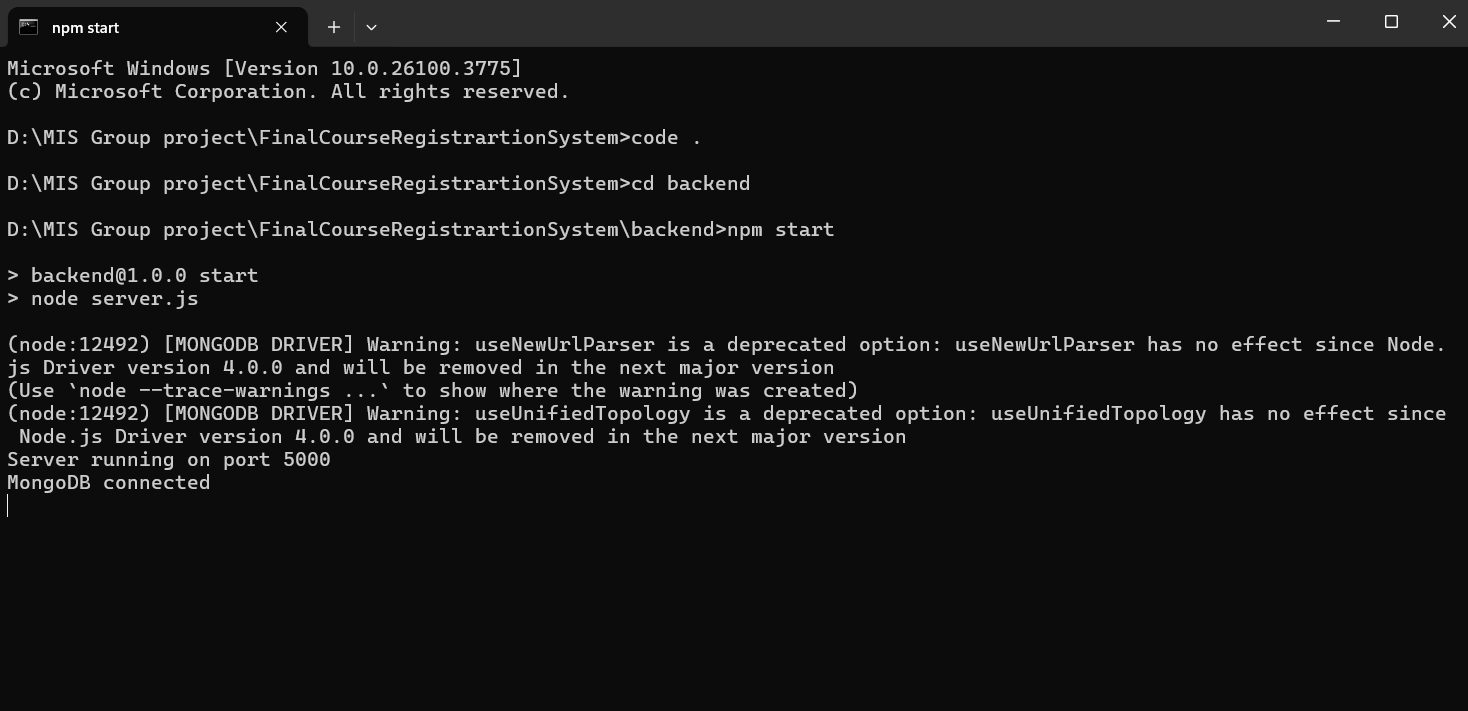 npm start
Microsoft Windows [Version 10.0.26100.3775]
(c) Microsoft Corporation. All rights reserved.
D:\MIS Group project\FinalCourseRegistrartionSystem>code .
D:\MIS Group project\FinalCourseRegistrartionSystem>cd backend
D:\MIS Group project\FinalCourseRegistrartionSystem\backend>npm start
> backend@1.0.0 start
> node server.js
(node:12492) [MONGODB DRIVER] Warning: useNewUrlParser is a deprecated option: useNewUrlParser has no effect since Node.
js Driver version 4.0.0 and will be removed in the next major version
(Use `node --trace-warnings ...` to show where the warning was created)
(node:12492) [MONGODB DRIVER] Warning: useUnifiedTopology is a deprecated option: useUnifiedTopology has no effect since
 Node.js Driver version 4.0.0 and will be removed in the next major version
Server running on port 5000
MongoDB connected